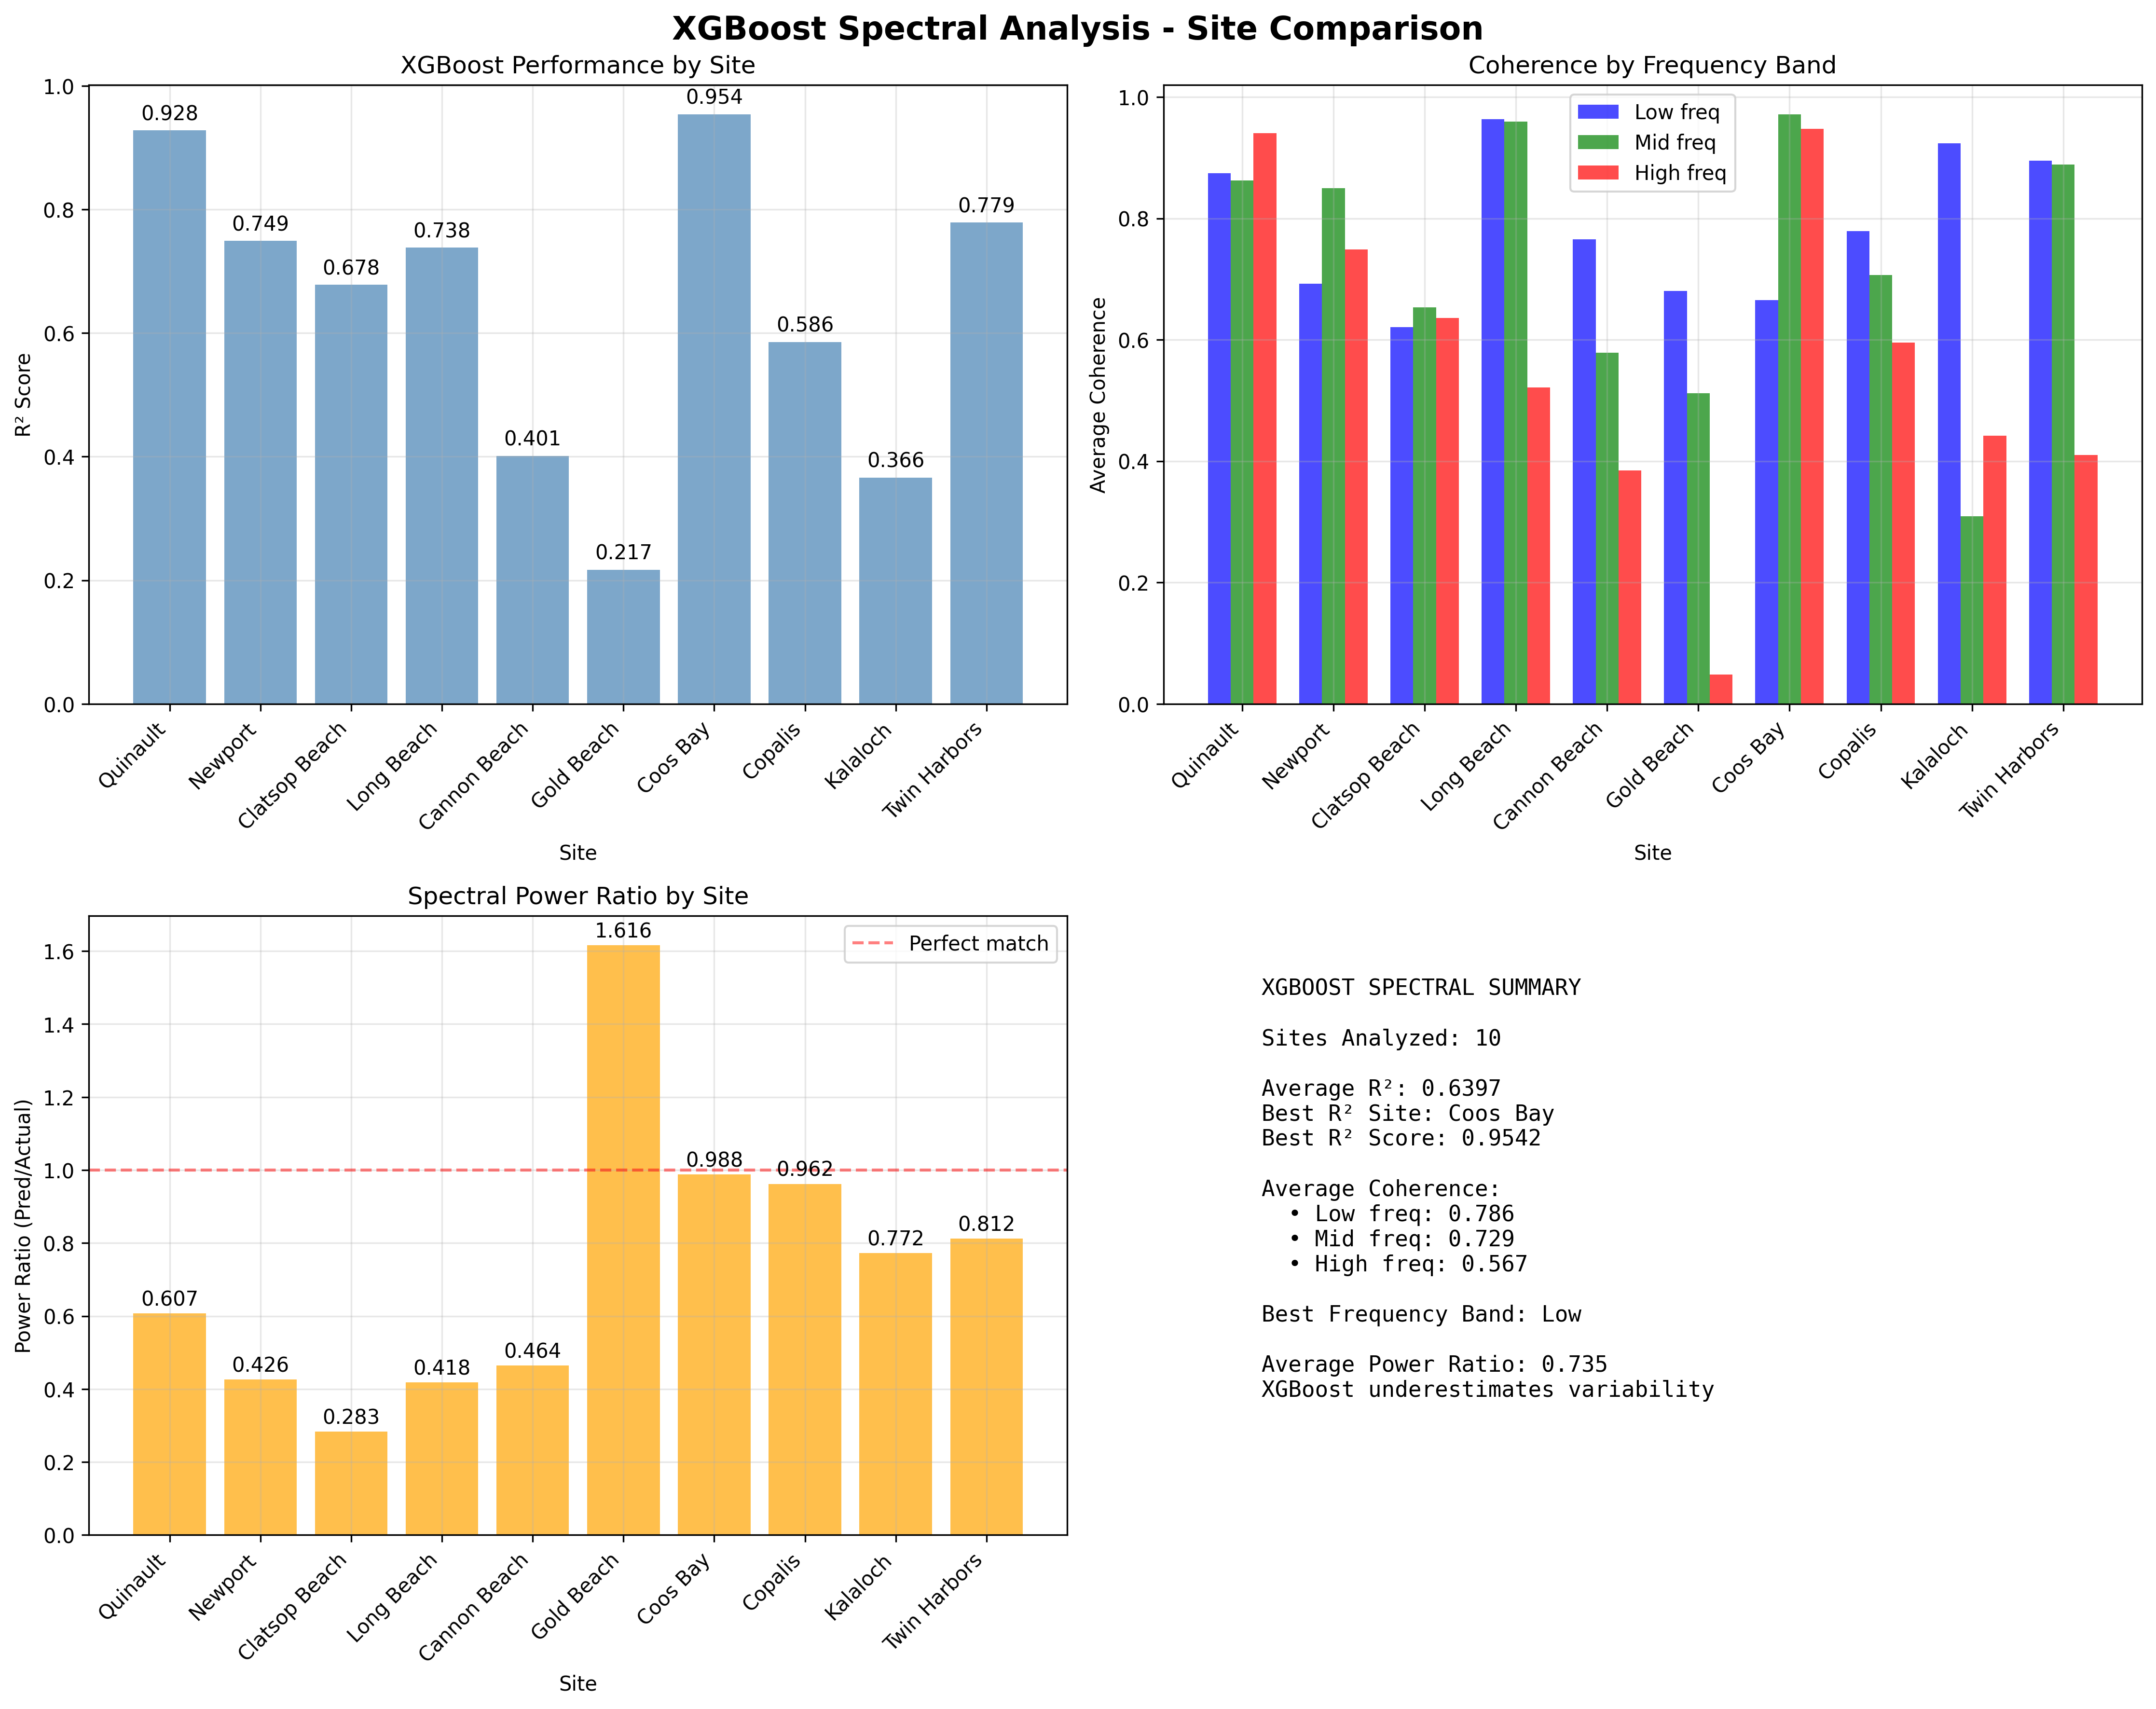 XGBoost Spectral Analysis - Site Comparison
XGBoost Performance by Site
R² Score
1.0
0.8
0.6
0.4
0.2
0.0
0.928
0.749
0.678
0.738
0.401
0.217
0.954
0.586
0.366
0.779
Quinault
Newport
Clatsop Beach
Long Beach
Cannon Beach
Gold Beach
Coos Bay
Copalis
Kalaloch
Twin Harbors
Site
Coherence by Frequency Band
Average Coherence
1.0
0.8
0.6
0.4
0.2
0.0
Low freq
Mid freq
High freq
Quinault
Newport
Clatsop Beach
Long Beach
Cannon Beach
Gold Beach
Coos Bay
Copalis
Kalaloch
Twin Harbors
Site
Spectral Power Ratio by Site
Power Ratio (Pred/Actual)
1.6
1.4
1.2
1.0
0.8
0.6
0.4
0.2
0.0
Perfect match
0.607
0.426
0.283
0.418
0.464
1.616
0.988
0.962
0.772
0.812
Quinault
Newport
Clatsop Beach
Long Beach
Cannon Beach
Gold Beach
Coos Bay
Copalis
Kalaloch
Twin Harbors
Site
XGBOOST SPECTRAL SUMMARY
Sites Analyzed: 10
Average R²: 0.6397
Best R² Site: Coos Bay
Best R² Score: 0.9542
Average Coherence:
• Low freq: 0.786
• Mid freq: 0.729
• High freq: 0.567
Best Frequency Band: Low
Average Power Ratio: 0.735
XGBoost underestimates variability